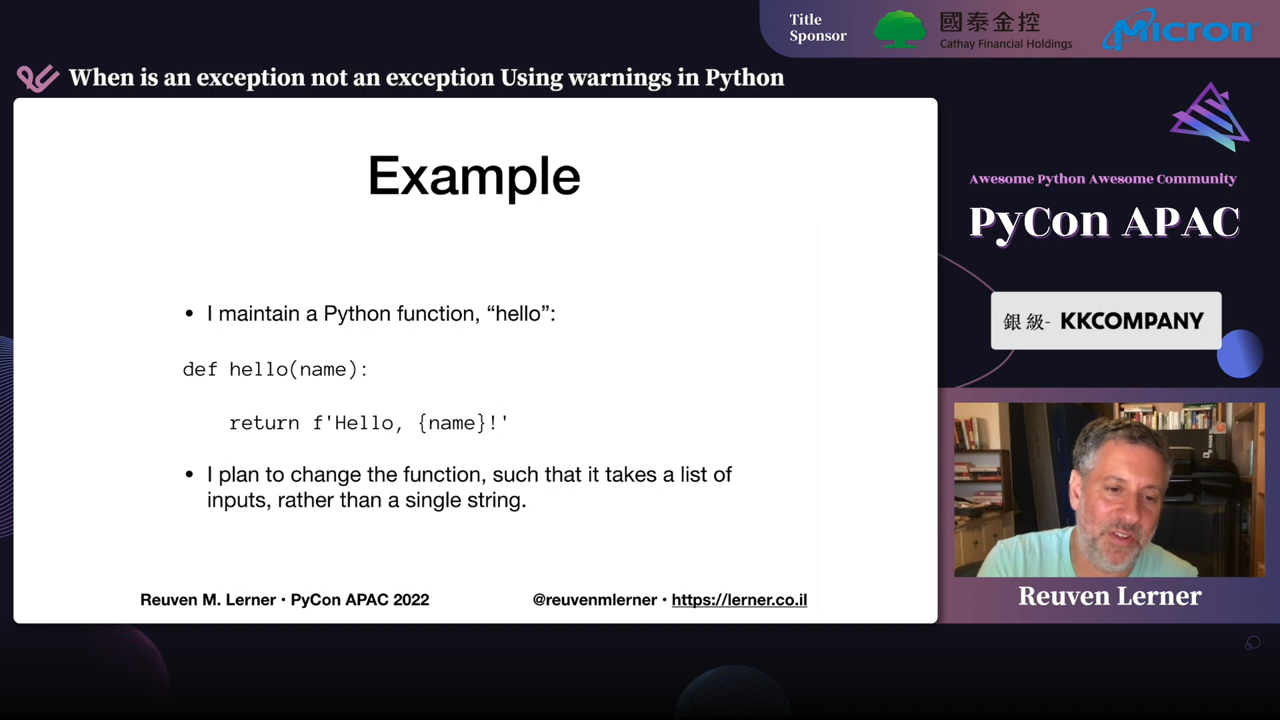 Title
Sponsor
國泰金控
Cathay Financial Holdings
Micron
When is an exception not an exception Using warnings in Python
Example
• I maintain a Python function, “hello”:
def hello(name):
    return f'Hello, {name}!'
• I plan to change the function, such that it takes a list of
inputs, rather than a single string.
Reuven M. Lerner • PyCon APAC 2022
@reuvenmlerner • https://lerner.co.il
Awesome Python Awesome Community
PyCon APAC
銀級- KKCOMPANY
Reuven Lerner